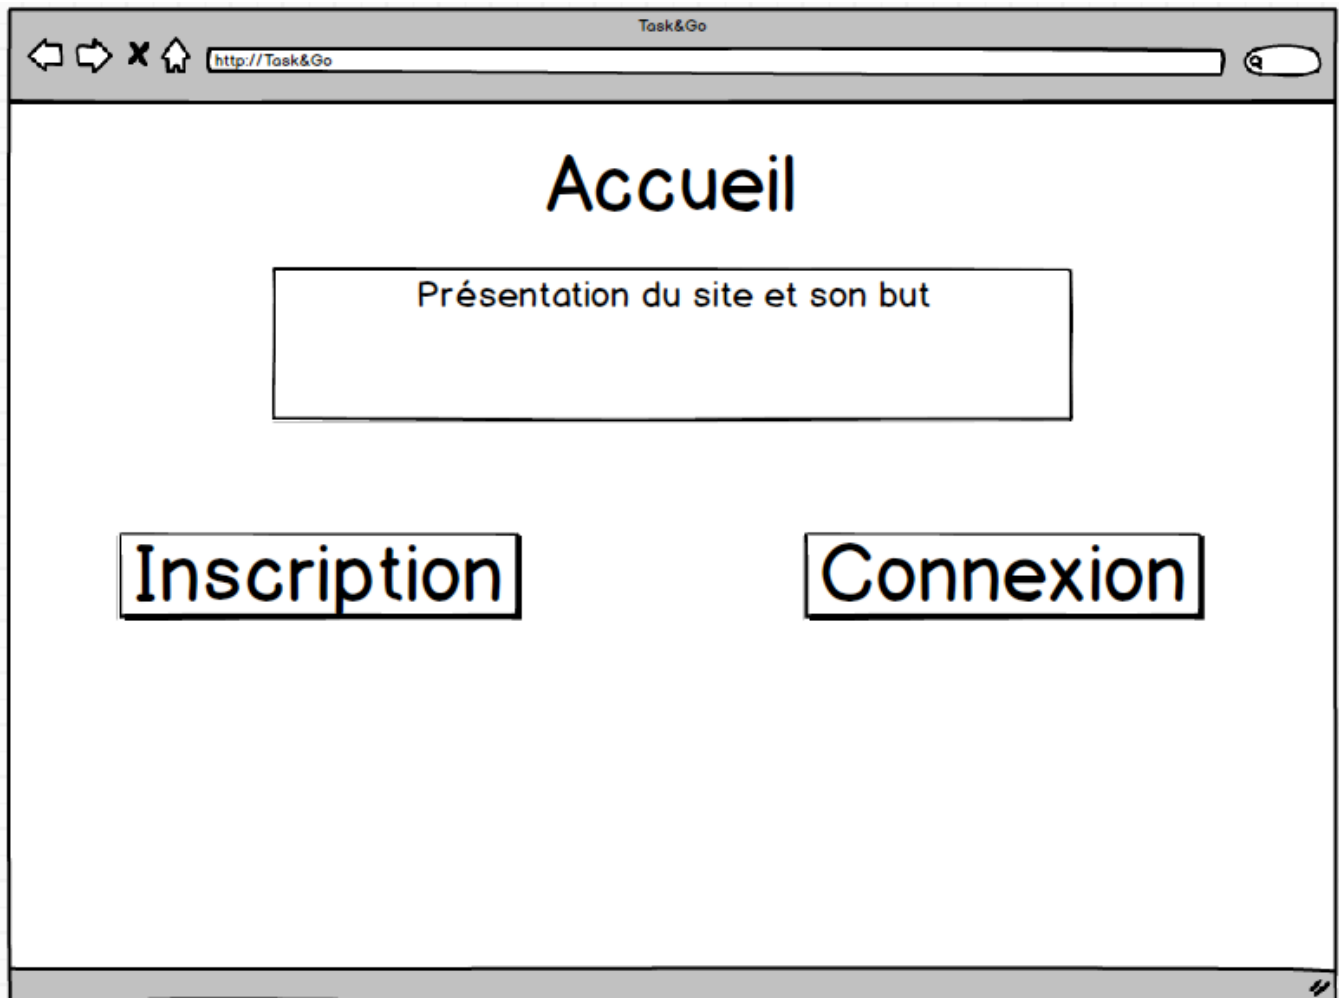 Task&Go
http://Task&Go
Accueil
Présentation du site et son but
Inscription
Connexion